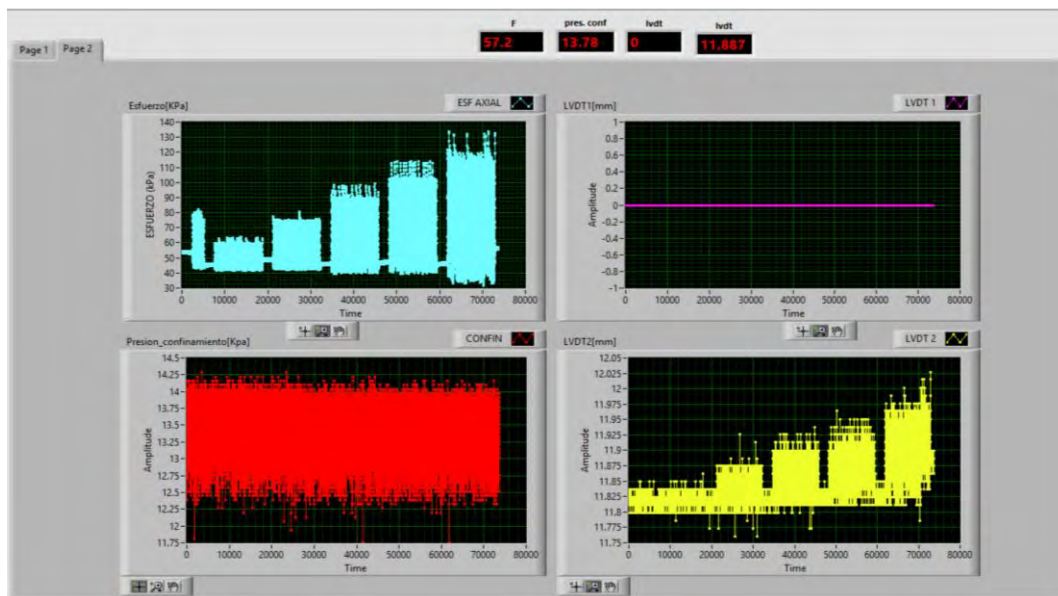 F pres. conf lvdt lvdt
57.2 13.78 0 11,887
Page 1 Page 2
Esfuerzo[KPa] ESF AXIAL
140
130
120
110
100
90
80
70
60
50
40
30
ESFUERZO (kPa)
0 10000 20000 30000 40000 50000 60000 70000 80000
Time
LVDT1[mm] LVDT 1
1
0.8
0.6
0.4
0.2
0
-0.2
-0.4
-0.6
-0.8
-1
Amplitude
0 10000 20000 30000 40000 50000 60000 70000 80000
Time
Presion_confinamiento[Kpa] CONFIN
14.5
14.25
14
13.75
13.5
13.25
13
12.75
12.5
12.25
12
11.75
Amplitude
0 10000 20000 30000 40000 50000 60000 70000 80000
Time
LVDT2[mm] LVDT 2
12.05
12.025
12
11.975
11.95
11.925
11.9
11.875
11.85
11.825
11.8
11.775
11.75
Amplitude
0 10000 20000 30000 40000 50000 60000 70000 80000
Time